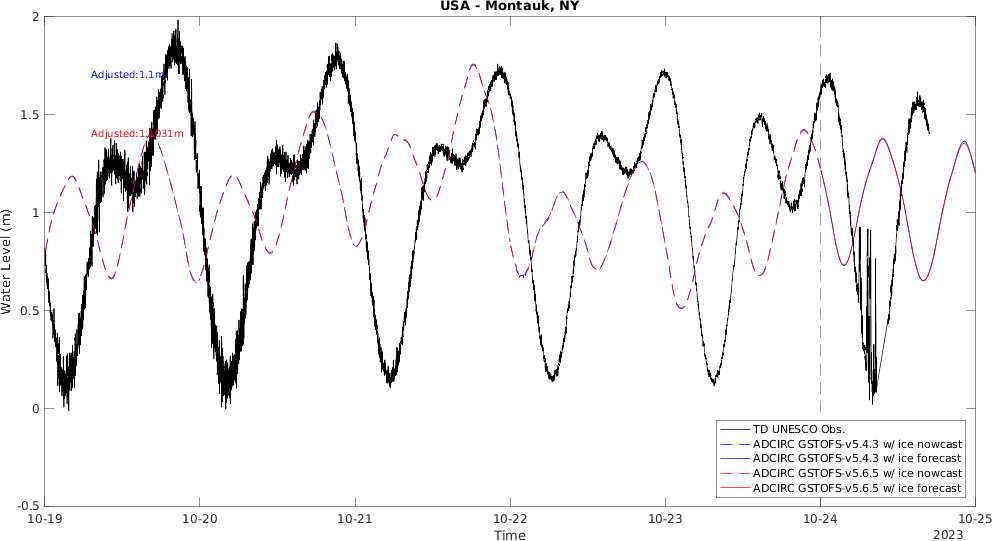 USA - Montauk, NY
2
1.5
1
0.5
0
-0.5
Water Level (m)
Adjusted:1.1m
10-19
10-20
10-21
10-22
10-23
10-24
10-25
Time
2023
TD UNESCO Obs.
ADCIRC GSTOFS-v5.4.3 w/ ice nowcast
ADCIRC GSTOFS-v5.4.3 w/ ice forecast
ADCIRC GSTOFS-v5.6.5 w/ ice nowcast
ADCIRC GSTOFS-v5.6.5 w/ ice forecast